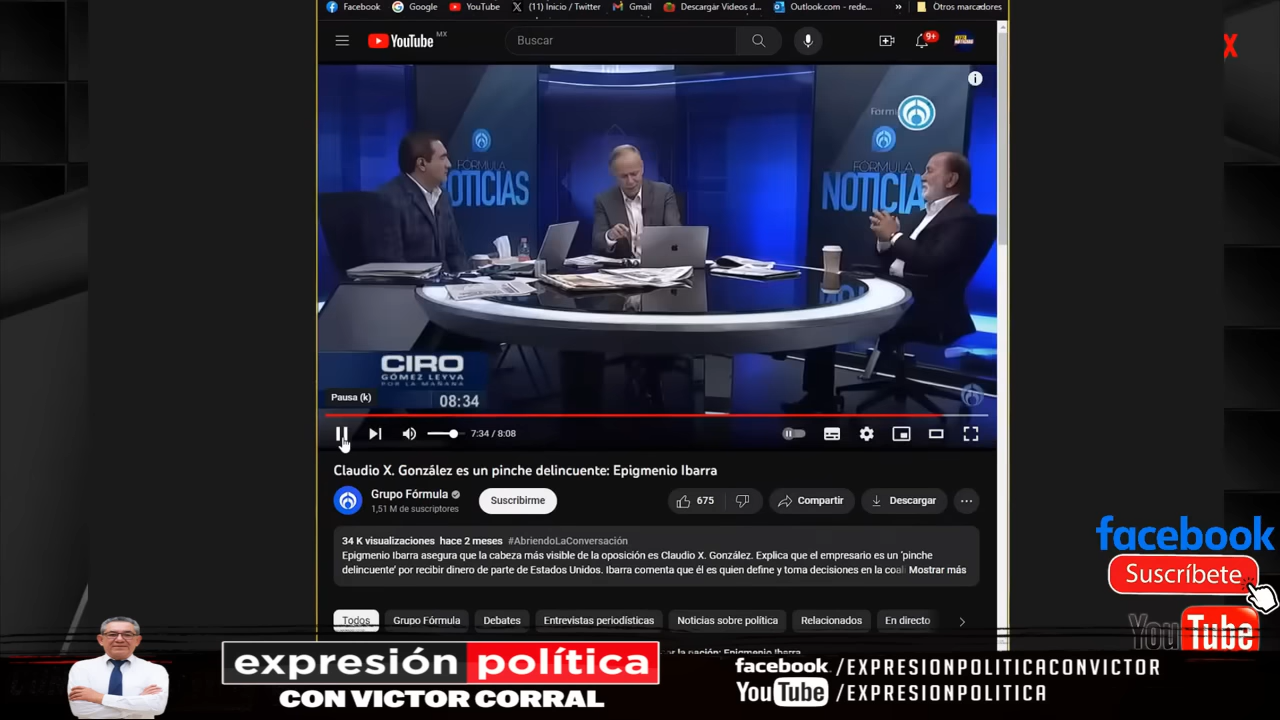 Facebook
Google
YouTube
(11) Inicio / Twitter
Gmail
Descargar Videos d...
Outlook.com - rede...
»
Otros marcadores
YouTube MX
Buscar
9+
X
Formu
FÓRMULA
NOTICIAS
FÓRMULA
NOTICIA
CIRO
GÓMEZ LEYVA
POR LA MAÑANA
08:34
Pausa (k)
7:34 / 8:08
Claudio X. González es un pinche delincuente: Epigmenio Ibarra
Grupo Fórmula
1,51 M de suscriptores
Suscribirme
675
Compartir
Descargar
34 K visualizaciones hace 2 meses #AbriendoLaConversación
Epigmenio Ibarra asegura que la cabeza más visible de la oposición es Claudio X. González. Explica que el empresario es un 'pinche
delincuente' por recibir dinero de parte de Estados Unidos. Ibarra comenta que él es quien define y toma decisiones en la coali Mostrar más
Todos
Grupo Fórmula
Debates
Entrevistas periodísticas
Noticias sobre política
Relacionados
En directo
facebook
Suscríbete
YouTube
expresión política
CON VICTOR CORRAL
facebook /EXPRESIONPOLITICACONVICTOR
YouTube /EXPRESIONPOLITICA